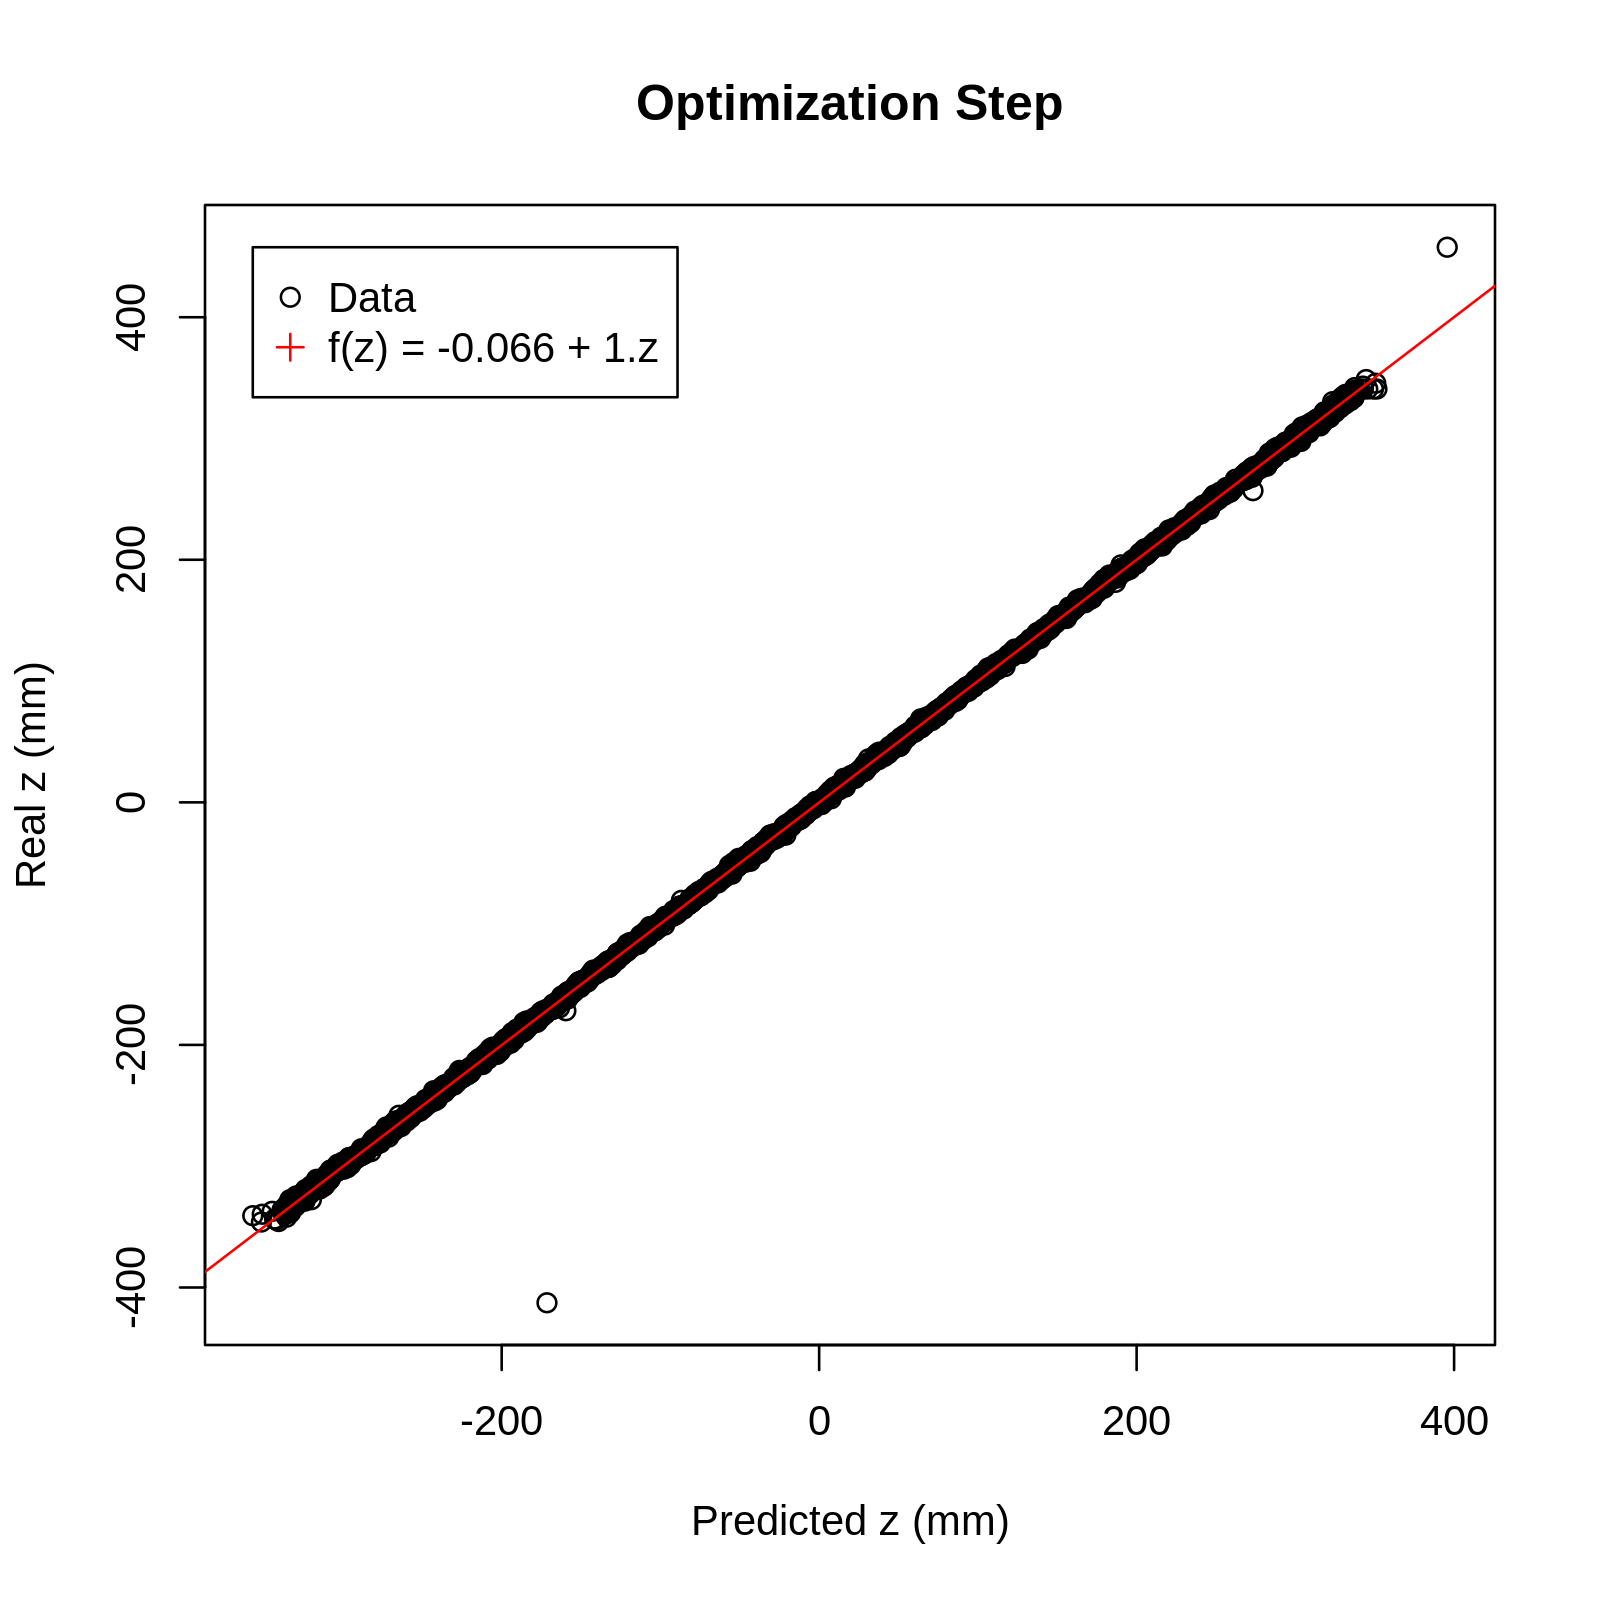 Optimization Step
Data
f(z) = -0.066 + 1.z
400
200
0
-200
-400
Real z (mm)
-200
0
200
400
Predicted z (mm)